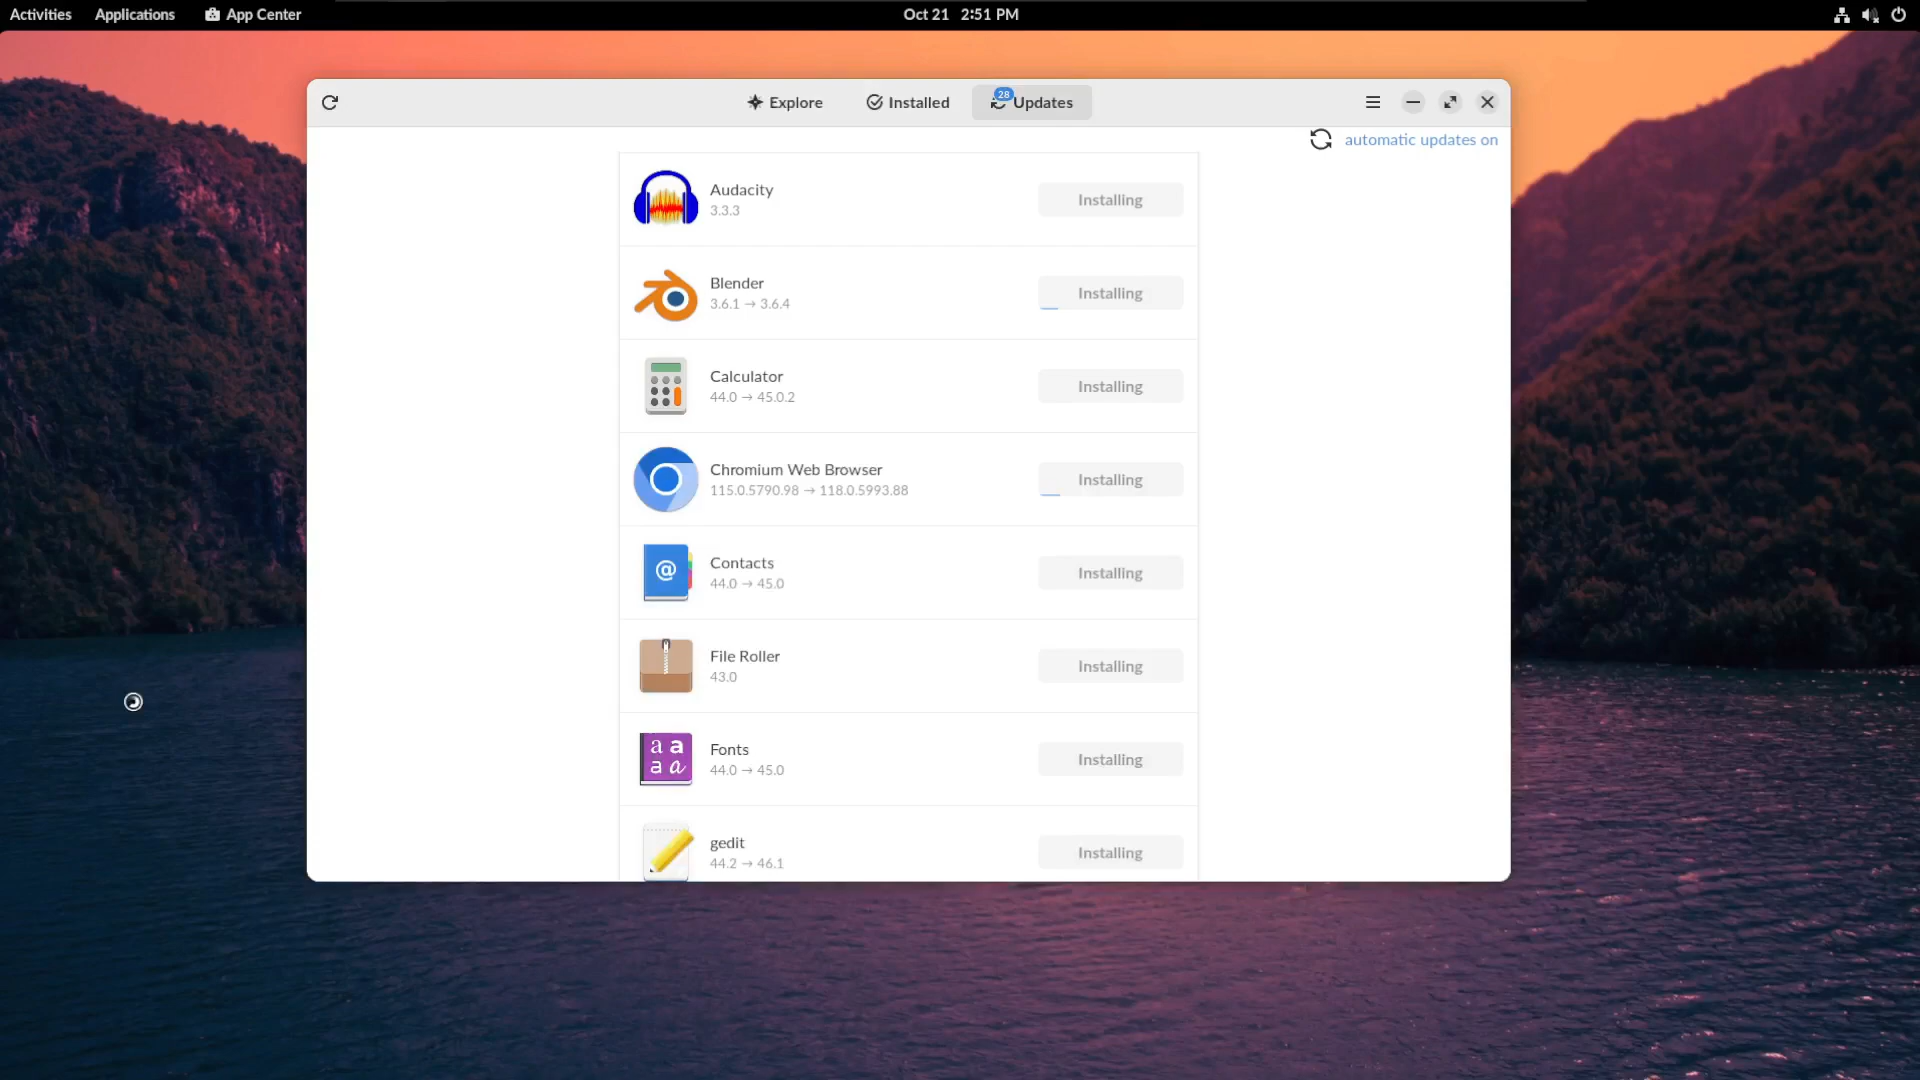 Activities Applications App Center Oct 21 2:51 PM
Explore Installed 28 Updates
automatic updates on
Audacity
3.3.3
Installing
Blender
3.6.1 → 3.6.4
Installing
Calculator
44.0 → 45.0.2
Installing
Chromium Web Browser
115.0.5790.98 → 118.0.5993.88
Installing
@
Contacts
44.0 → 45.0
Installing
File Roller
43.0
Installing
a a
a a
Fonts
44.0 → 45.0
Installing
gedit
44.2 → 46.1
Installing